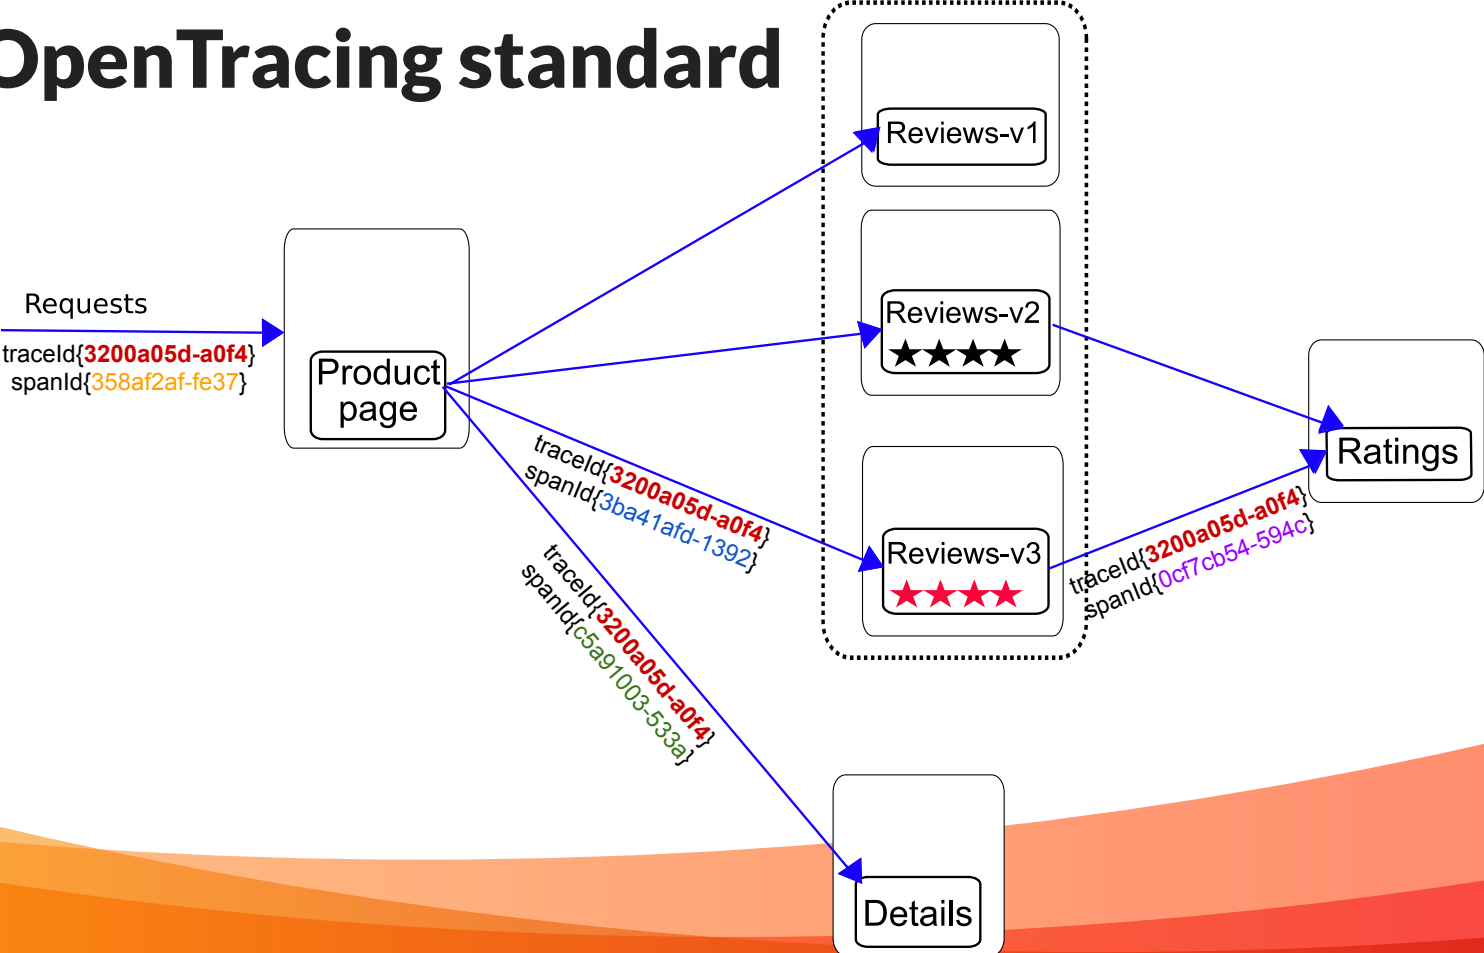 OpenTracing standard
Reviews-v1
Requests
traceId{3200a05d-a0f4}
spanId{358af2af-fe37}
Product
page
Reviews-v2
traceId{3200a05d-a0f4}
spanId{3ba41afd-1392}
Reviews-v3
Ratings
traceId{3200a05d-a0f4}
spanId{0cf7cb54-594c}
traceId{3200a05d-a0f4}
spanId{c5a91003-533a}
Details